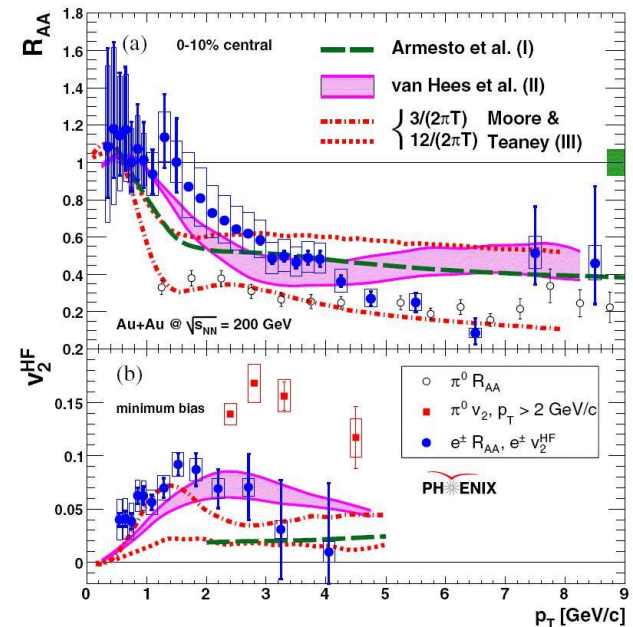 R_AA
1.8
1.6
1.4
1.2
1
0.8
0.6
0.4
0.2
(a) 0-10% central
Armesto et al. (I)
van Hees et al. (II)
3/(2πT) Moore &
12/(2πT) Teaney (III)
Au+Au @ √s_NN = 200 GeV
v_2^HF
0.15
0.1
0.05
0
(b)
minimum bias
π⁰ R_AA
π⁰ v₂, p_T > 2 GeV/c
e± R_AA, e± v_2^HF
PHENIX
0 1 2 3 4 5 6 7 8 9
p_T [GeV/c]